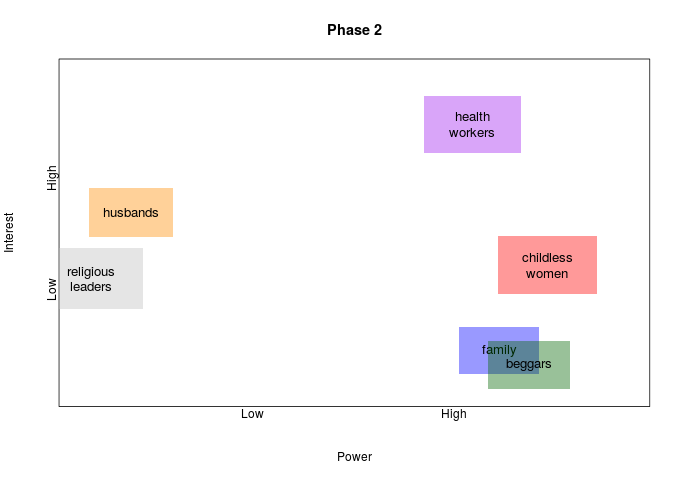 Phase 2
health
workers
High
husbands
Interest
childless
women
religious
leaders
Low
family
beggars
Low
High
Power